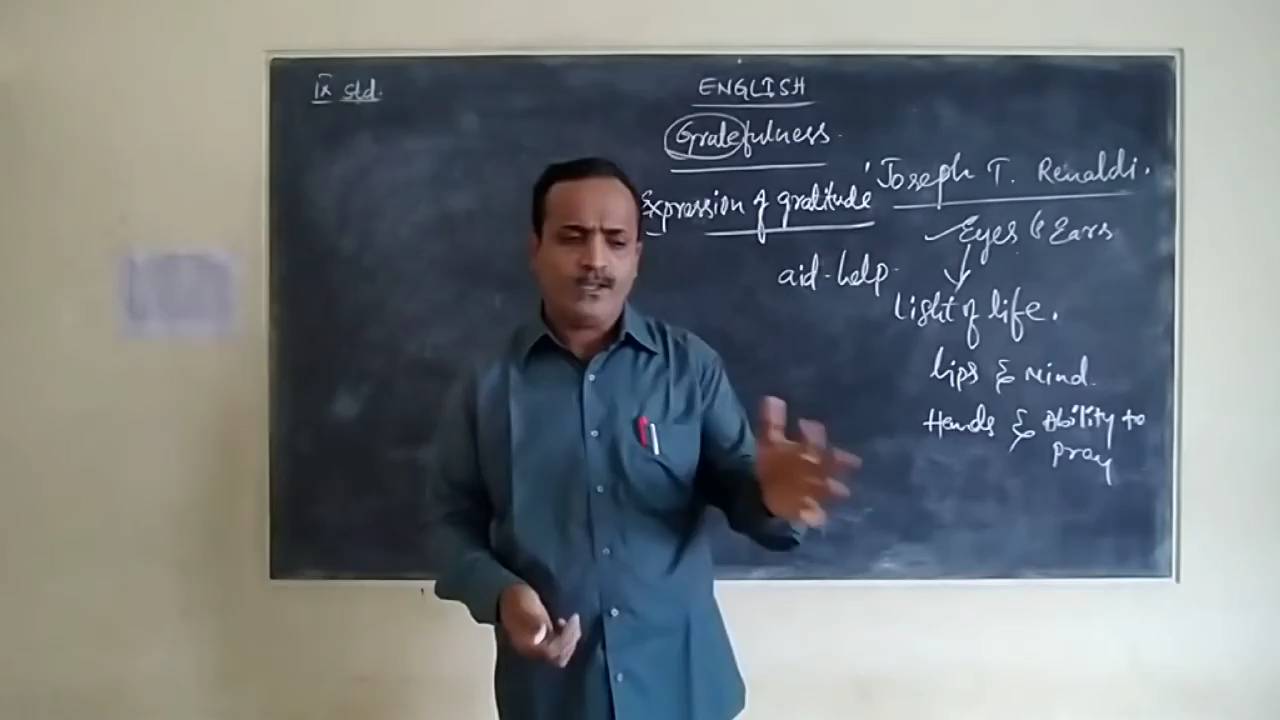 IX Std.
ENGLISH
Gratefulness.
'Joseph T. Renaldi.
Expression of gratitude
Eyes & Ears
aid-help
Light of life.
Lips & Mind.
Hands & Ability to
pray